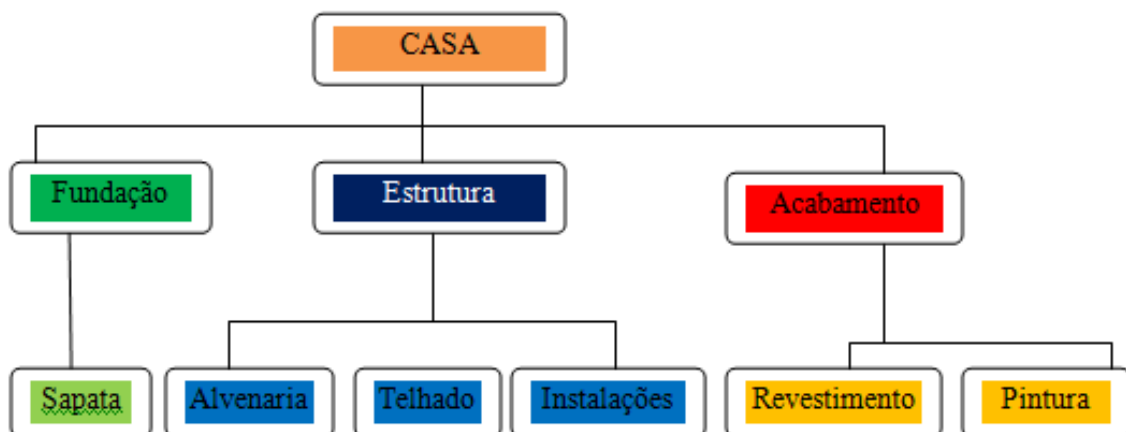 CASA
Fundação
Estrutura
Acabamento
Sapata
Alvenaria
Telhado
Instalações
Revestimento
Pintura